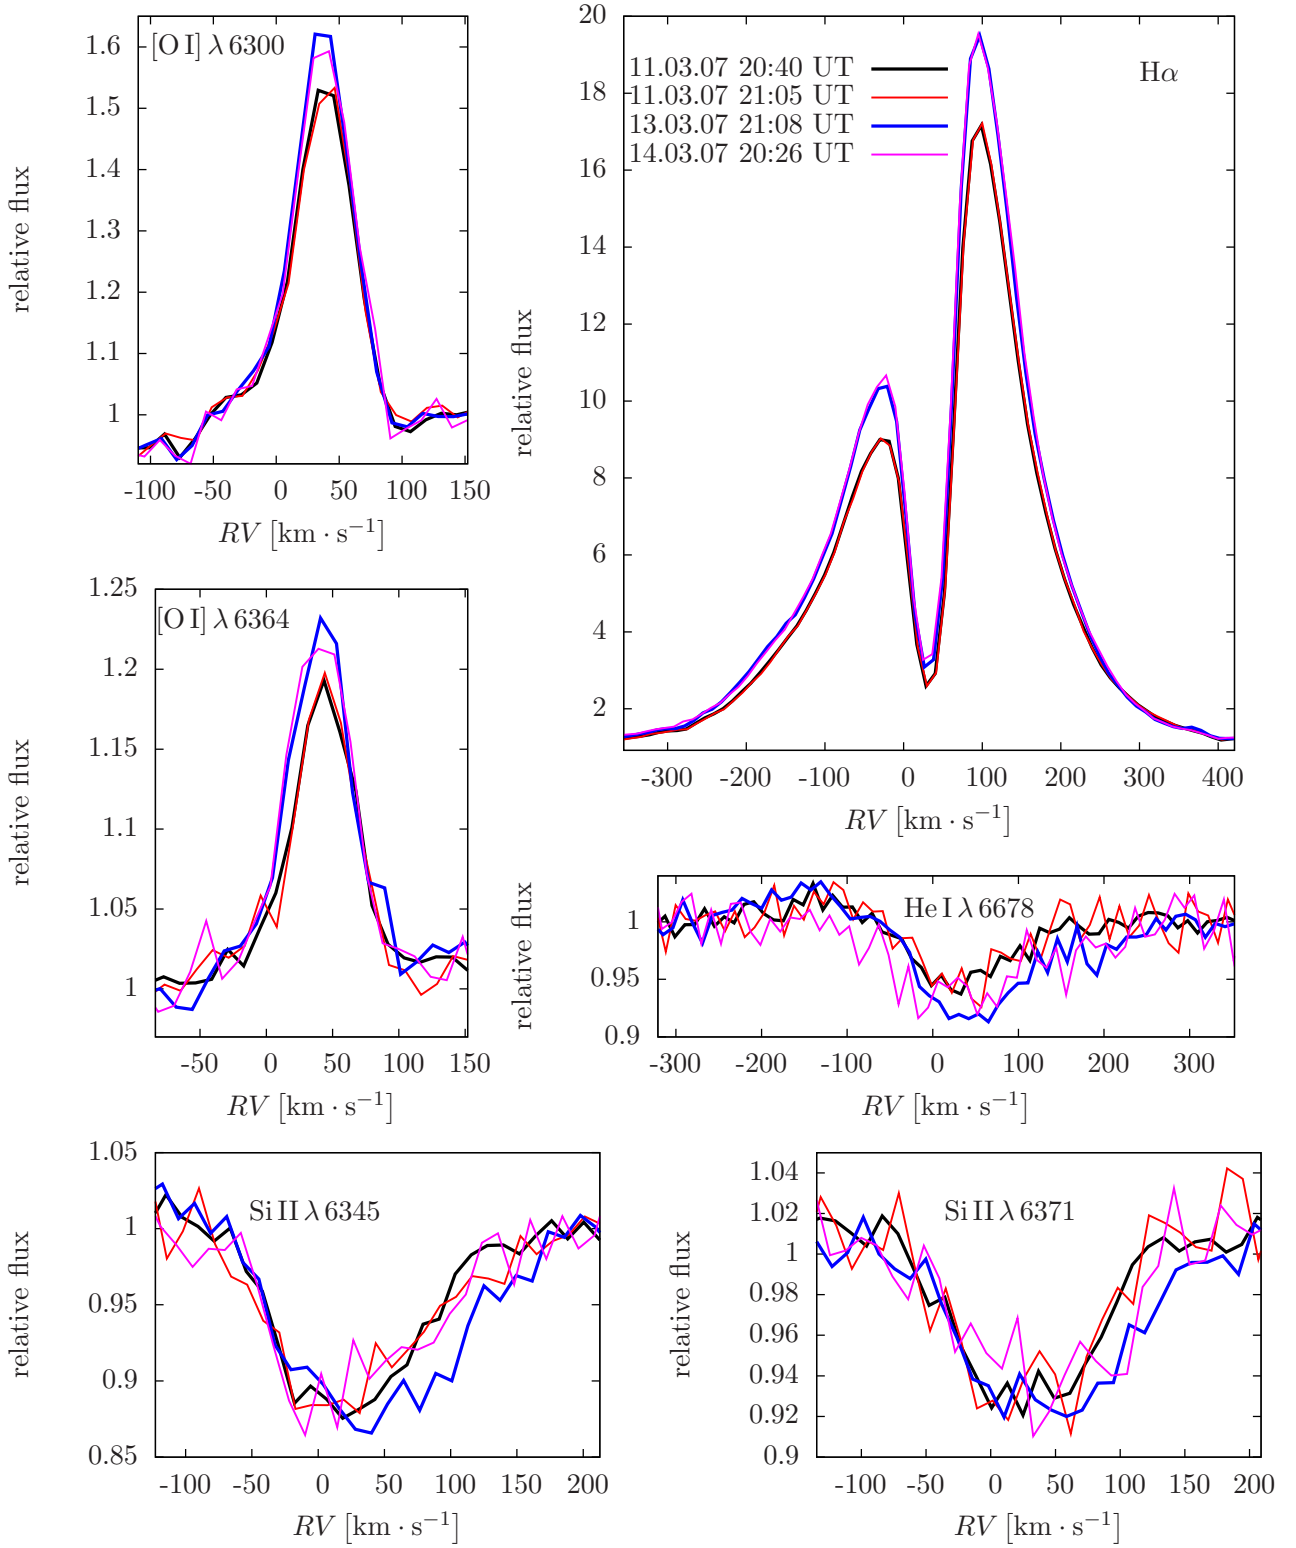 [O I] λ 6300
1.6
1.5
1.4
1.3
1.2
1.1
1
relative flux
-100 -50 0 50 100 150
RV [km · s⁻¹]
Hα
11.03.07 20:40 UT
11.03.07 21:05 UT
13.03.07 21:08 UT
14.03.07 20:26 UT
20
18
16
14
12
10
8
6
4
2
relative flux
-300 -200 -100 0 100 200 300 400
RV [km · s⁻¹]
[O I] λ 6364
1.25
1.2
1.15
1.1
1.05
1
relative flux
-50 0 50 100 150
RV [km · s⁻¹]
He I λ 6678
1
0.95
0.9
relative flux
-300 -200 -100 0 100 200 300
RV [km · s⁻¹]
Si II λ 6345
1.05
1
0.95
0.9
0.85
relative flux
-100 -50 0 50 100 150 200
RV [km · s⁻¹]
Si II λ 6371
1.04
1.02
1
0.98
0.96
0.94
0.92
0.9
relative flux
-100 -50 0 50 100 150 200
RV [km · s⁻¹]